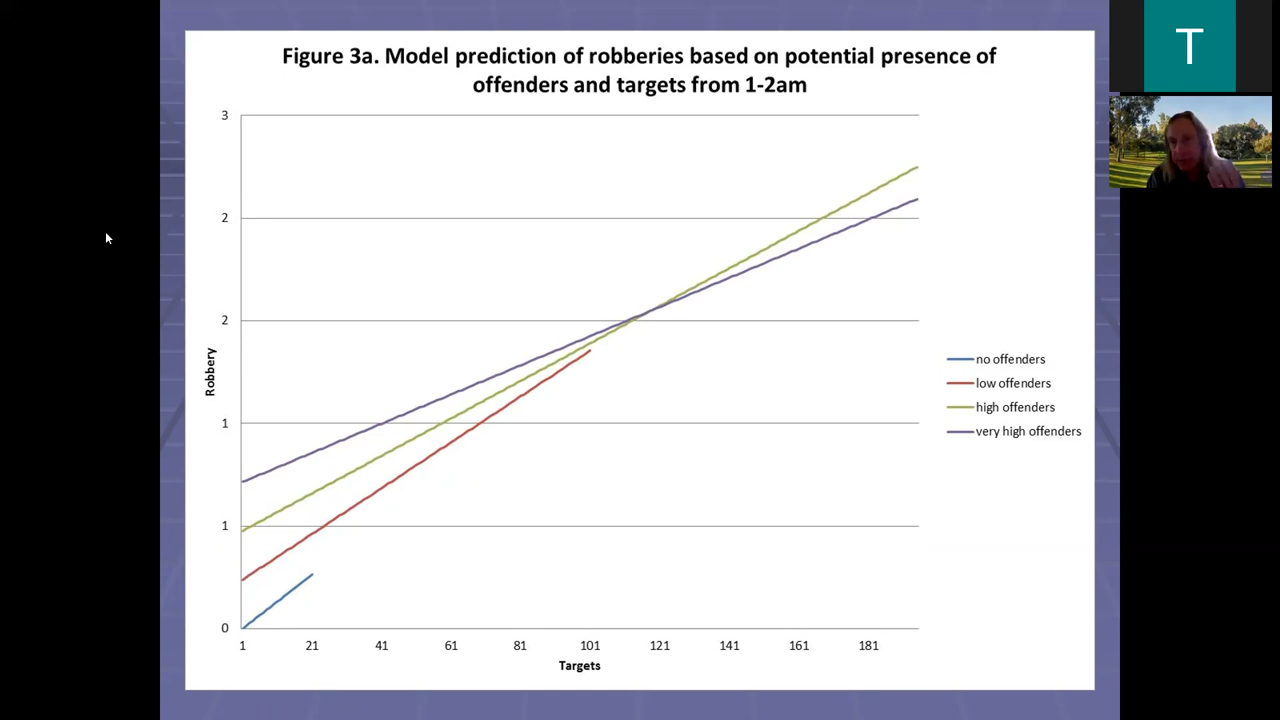 Figure 3a. Model prediction of robberies based on potential presence of
offenders and targets from 1-2am
T
3
2
2
1
1
0
Robbery
1 21 41 61 81 101 121 141 161 181
Targets
no offenders
low offenders
high offenders
very high offenders